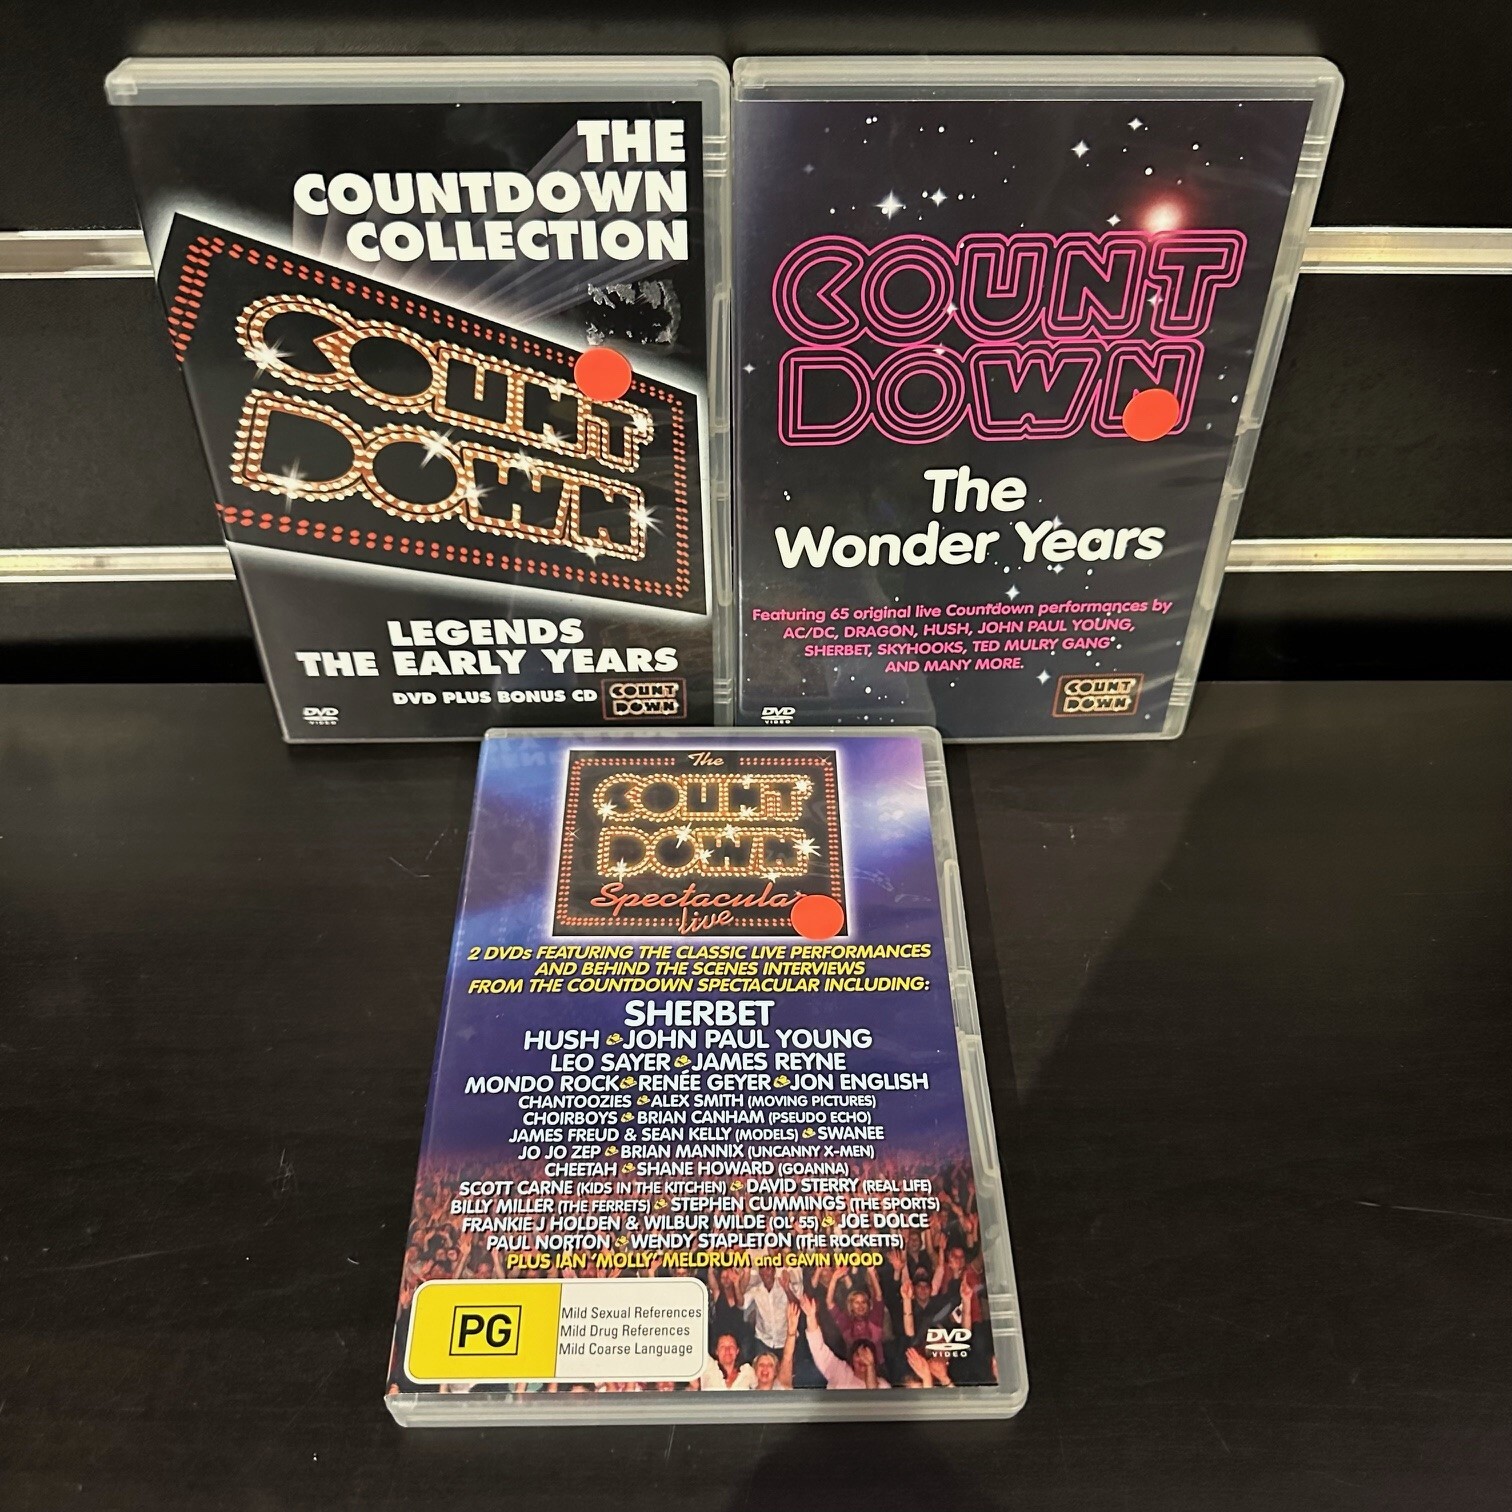 THE
COUNTDOWN
COLLECTION
COUNT
DOWN
LEGENDS
THE EARLY YEARS
DVD PLUS BONUS CD
COUNT
DOWN
DVD
VIDEO
COUNT
DOWN
The
Wonder Years
Featuring 65 original live Countdown performances by
AC/DC, DRAGON, HUSH, JOHN PAUL YOUNG,
SHERBET, SKYHOOKS, TED MULRY GANG
AND MANY MORE.
COUNT
DOWN
DVD
VIDEO
The
COUNT
DOWN
Spectacular
live
2 DVDs FEATURING THE CLASSIC LIVE PERFORMANCES
AND BEHIND THE SCENES INTERVIEWS
FROM THE COUNTDOWN SPECTACULAR INCLUDING:
SHERBET
HUSH JOHN PAUL YOUNG
LEO SAYER JAMES REYNE
MONDO ROCK RENÉE GEYER JON ENGLISH
CHANTOOZIES ALEX SMITH (MOVING PICTURES)
CHOIRBOYS BRIAN CANHAM (PSEUDO ECHO)
JAMES FREUD & SEAN KELLY (MODELS) SWANEE
JO JO ZEP BRIAN MANNIX (UNCANNY X-MEN)
CHEETAH SHANE HOWARD (GOANNA)
SCOTT CARNE (KIDS IN THE KITCHEN) DAVID STERRY (REAL LIFE)
BILLY MILLER (THE FERRETS) STEPHEN CUMMINGS (THE SPORTS)
FRANKIE J HOLDEN & WILBUR WILDE (OL' 55) JOE DOLCE
PAUL NORTON WENDY STAPLETON (THE ROCKETTS)
PLUS IAN 'MOLLY' MELDRUM and GAVIN WOOD
PG
Mild Sexual References
Mild Drug References
Mild Coarse Language
DVD
VIDEO